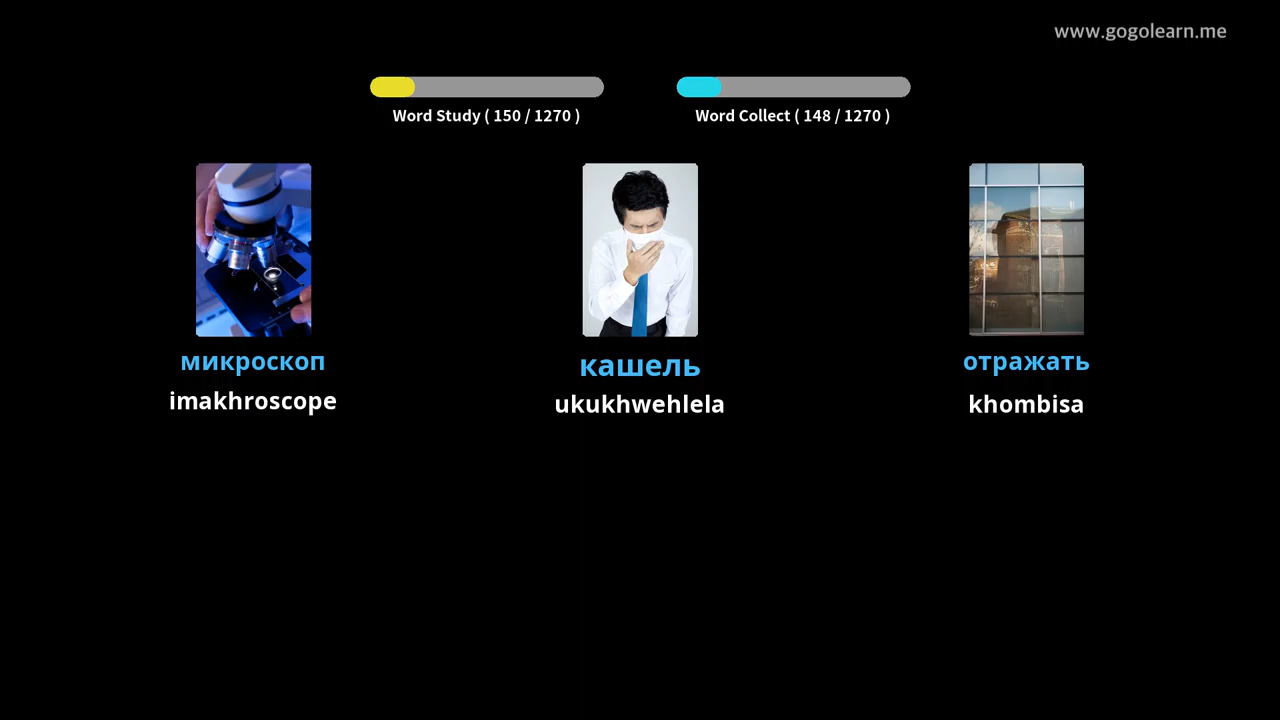 www.gogolearn.me
Word Study ( 150 / 1270 )
Word Collect ( 148 / 1270 )
микроскоп
imakhroscope
кашель
ukukhwehlela
отражать
khombisa